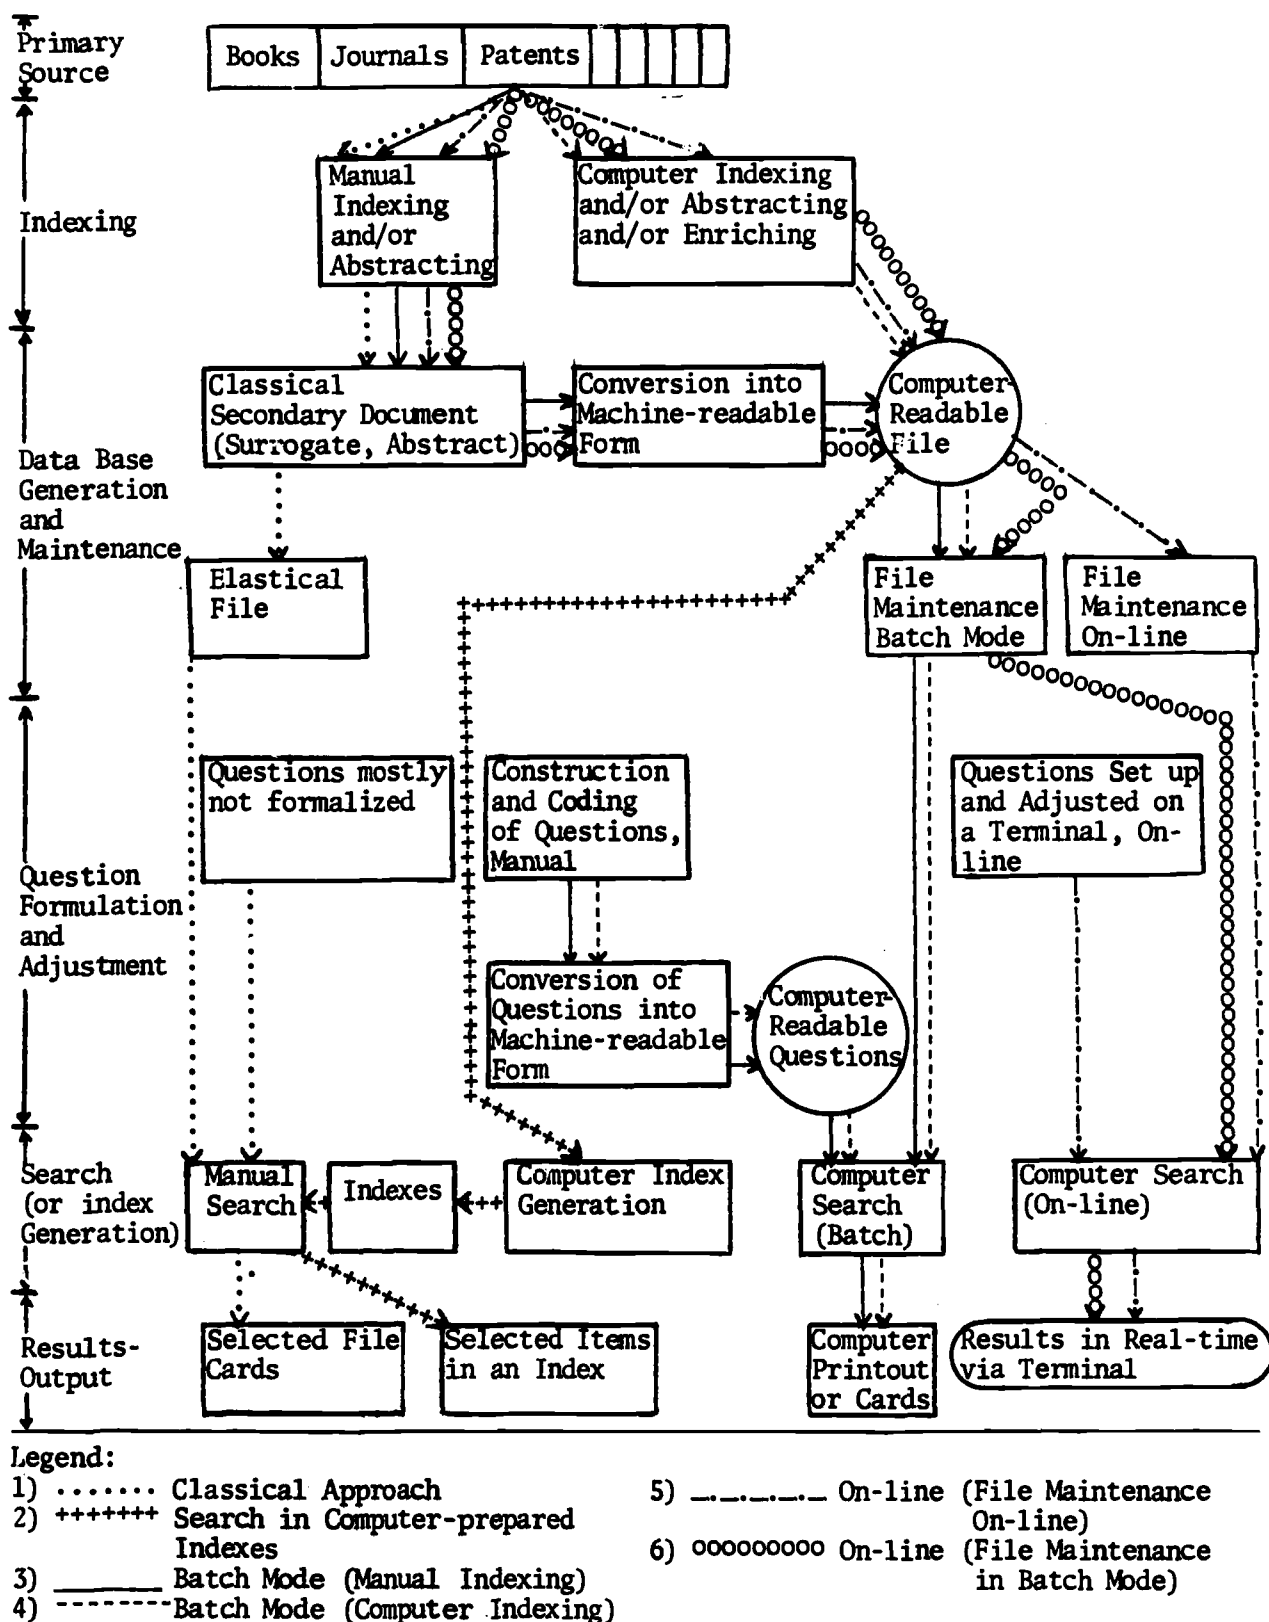 Primary
Source
Books
Journals
Patents
Indexing
Manual
Indexing
and/or
Abstracting
Computer Indexing
and/or Abstracting
and/or Enriching
Data Base
Generation
and
Maintenance
Classical
Secondary Document
(Surrogate, Abstract)
Conversion into
Machine-readable
Form
Computer-
Readable
File
Elastical
File
File
Maintenance
Batch Mode
File
Maintenance
On-line
Question
Formulation
and
Adjustment
Questions mostly
not formalized
Construction
and Coding
of Questions,
Manual
Questions Set up
and Adjusted on
a Terminal, On-
line
Conversion of
Questions into
Machine-readable
Form
Computer-
Readable
Questions
Search
(or index
Generation)
Manual
Search
Indexes
Computer Index
Generation
Computer
Search
(Batch)
Computer Search
(On-line)
Results-
Output
Selected File
Cards
Selected Items
in an Index
Computer
Printout
or Cards
Results in Real-time
via Terminal
Legend:
1) ....... Classical Approach
2) +++++++ Search in Computer-prepared
Indexes
3) _______ Batch Mode (Manual Indexing)
4) -------- Batch Mode (Computer Indexing)
5) _._._._._ On-line (File Maintenance
On-line)
6) ooooooooo On-line (File Maintenance
in Batch Mode)